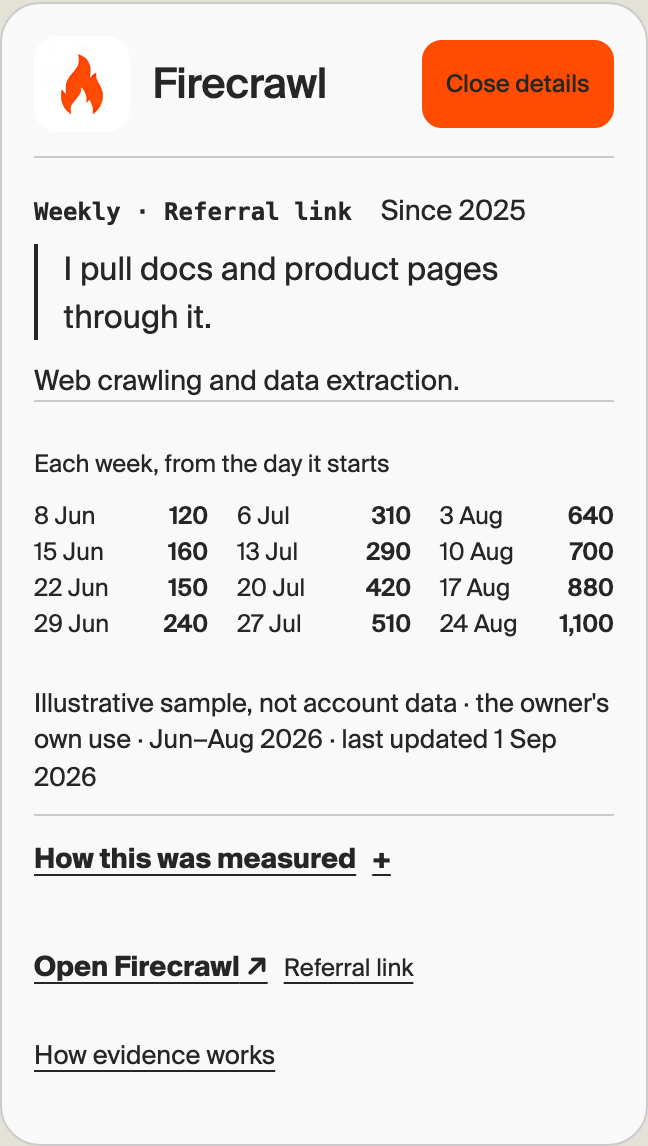 Firecrawl
Close details
Weekly · Referral link Since 2025
I pull docs and product pages
through it.
Web crawling and data extraction.
Each week, from the day it starts
8 Jun 120 6 Jul 310 3 Aug 640
15 Jun 160 13 Jul 290 10 Aug 700
22 Jun 150 20 Jul 420 17 Aug 880
29 Jun 240 27 Jul 510 24 Aug 1,100
Illustrative sample, not account data · the owner's
own use · Jun–Aug 2026 · last updated 1 Sep
2026
How this was measured +
Open Firecrawl ↗ Referral link
How evidence works